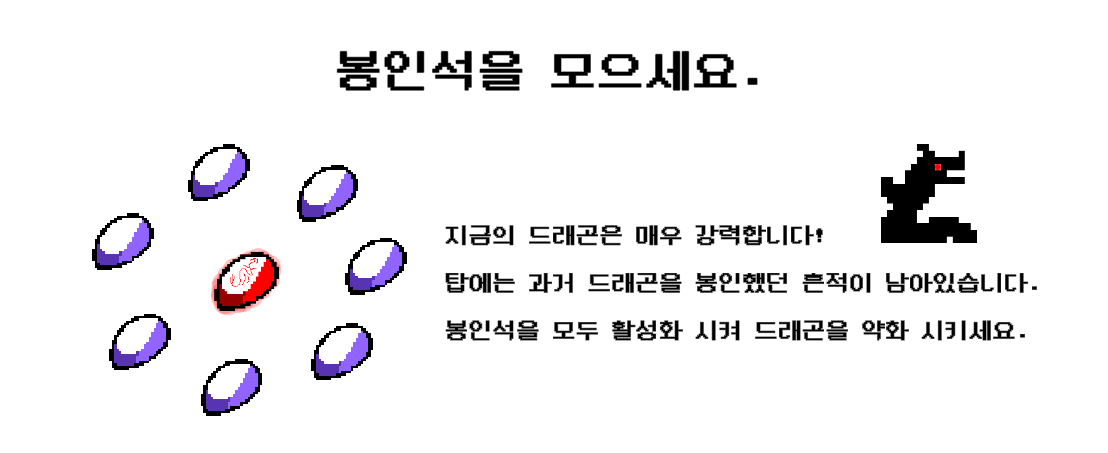 봉인석을 모으세요.
지금의 드래곤은 매우 강력합니다!
탑에는 과거 드래곤을 봉인했던 흔적이 남아있습니다.
봉인석을 모두 활성화 시켜 드래곤을 약화 시키세요.